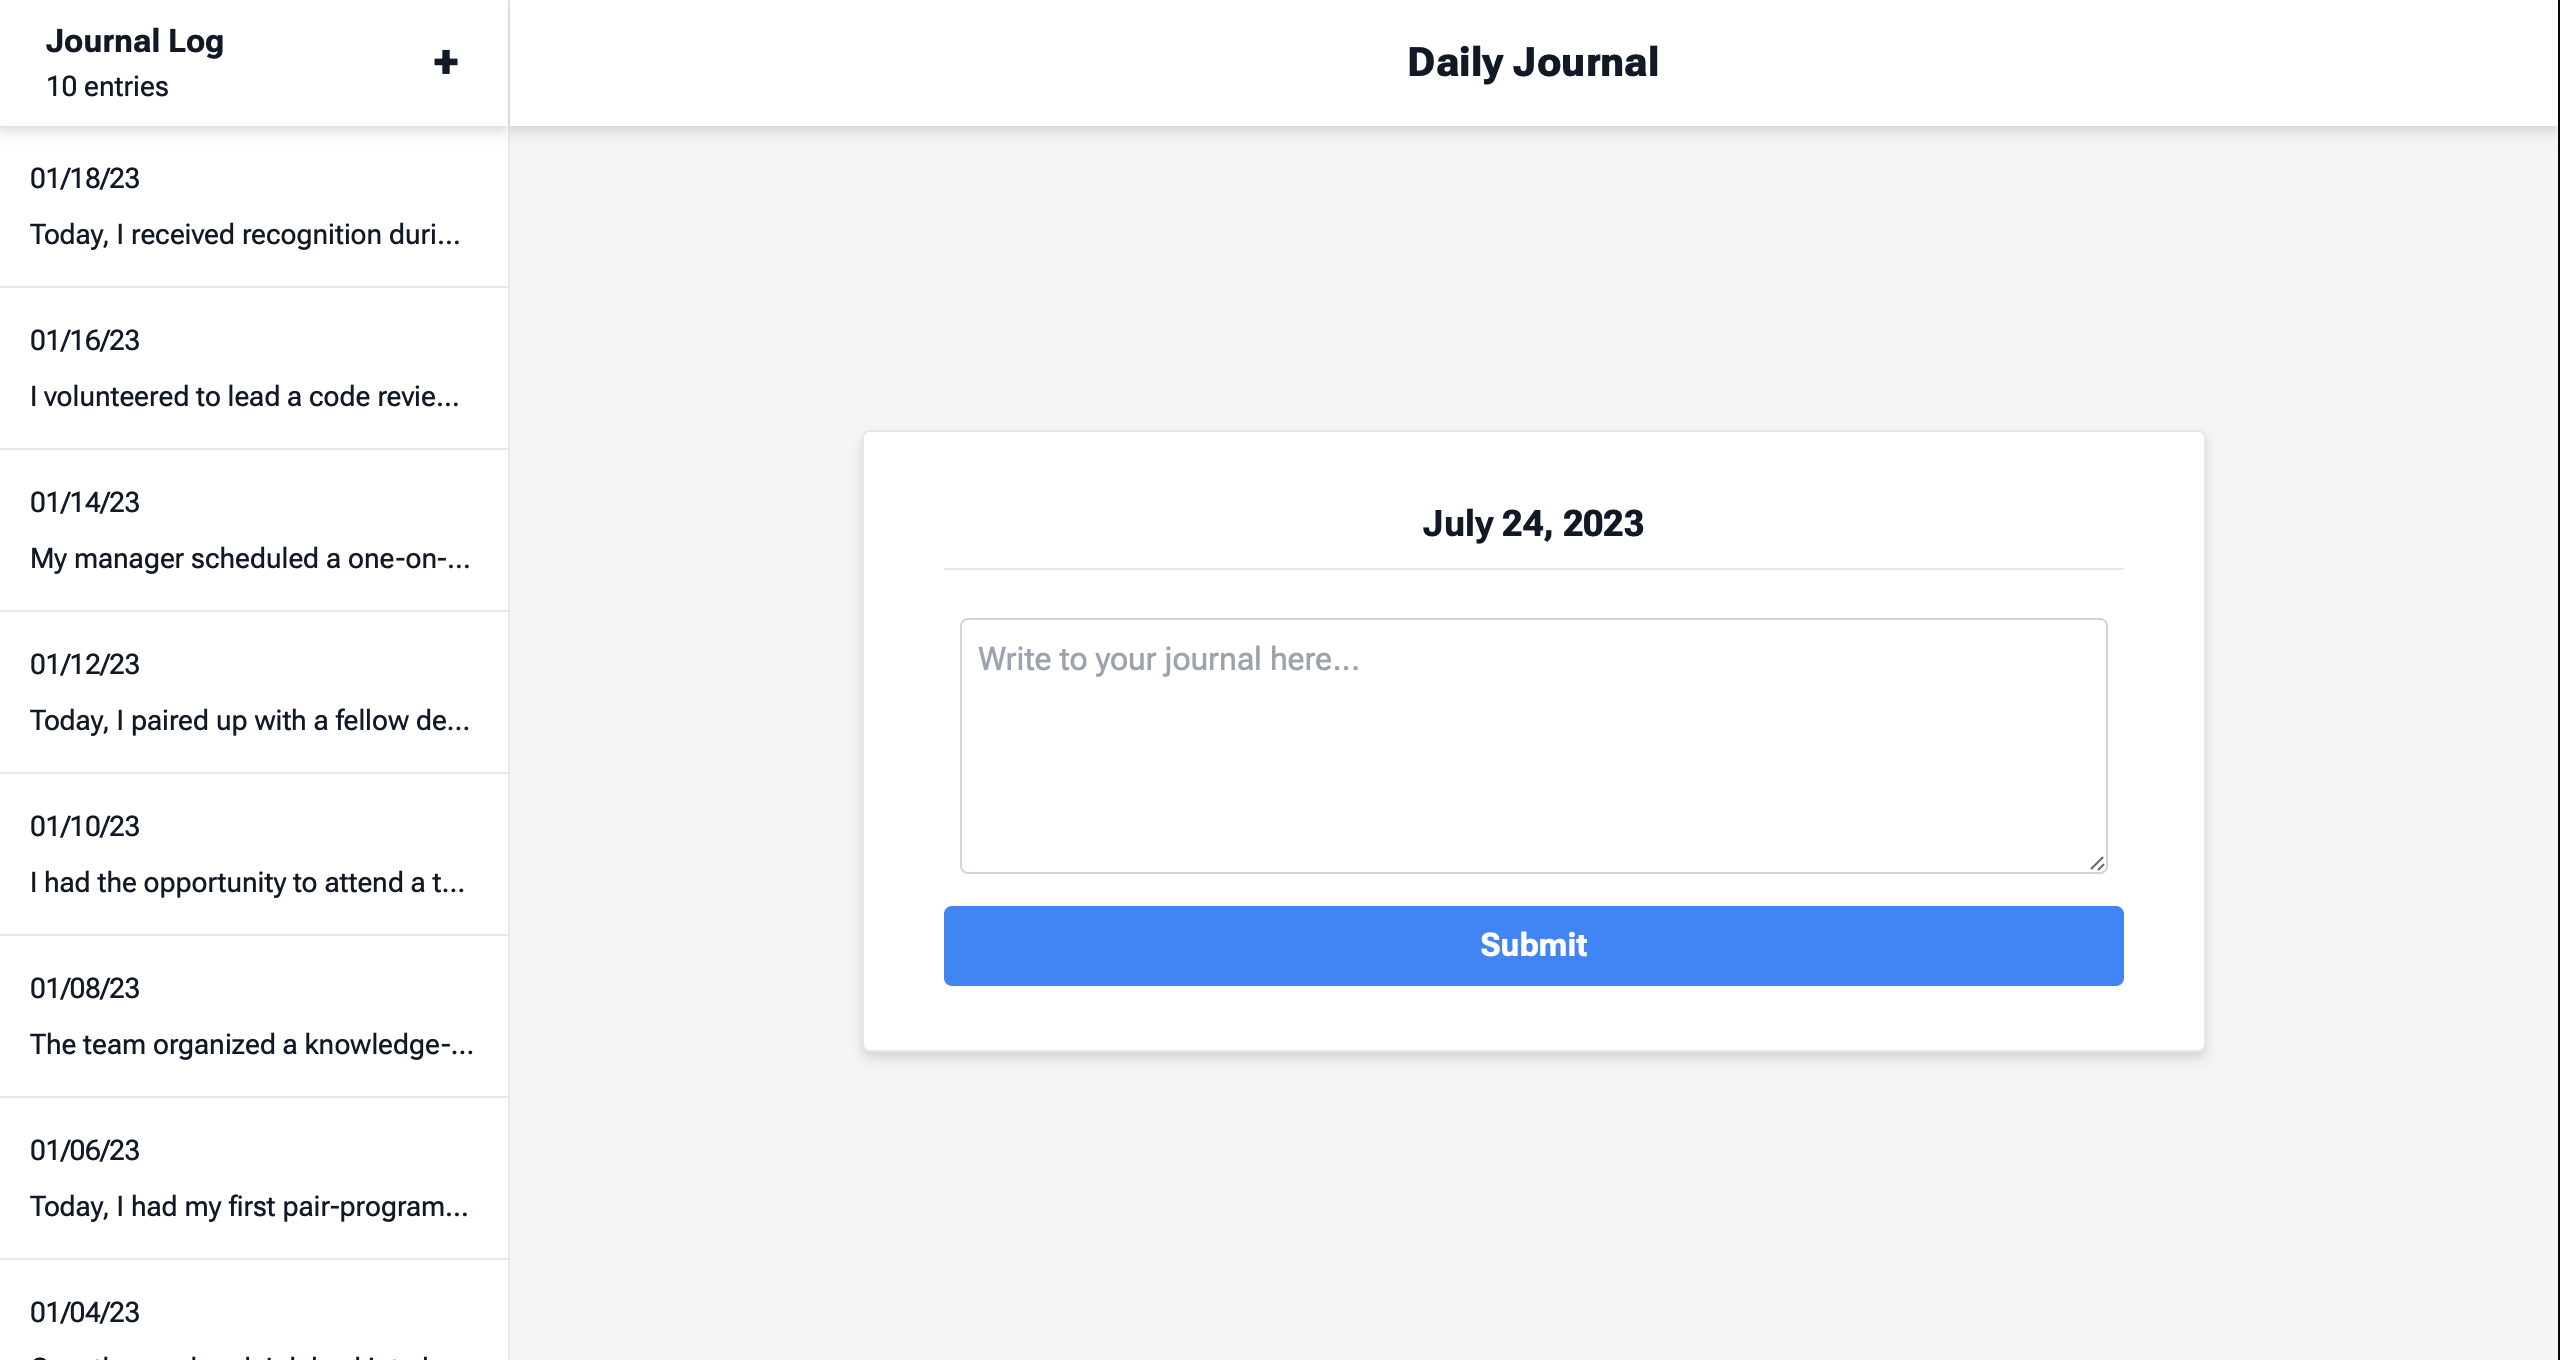 Journal Log
10 entries
01/18/23
Today, I received recognition duri...
01/16/23
I volunteered to lead a code revie...
01/14/23
My manager scheduled a one-on-...
01/12/23
Today, I paired up with a fellow de...
01/10/23
I had the opportunity to attend a t...
01/08/23
The team organized a knowledge-...
01/06/23
Today, I had my first pair-program...
01/04/23
Daily Journal
July 24, 2023
Write to your journal here...
Submit